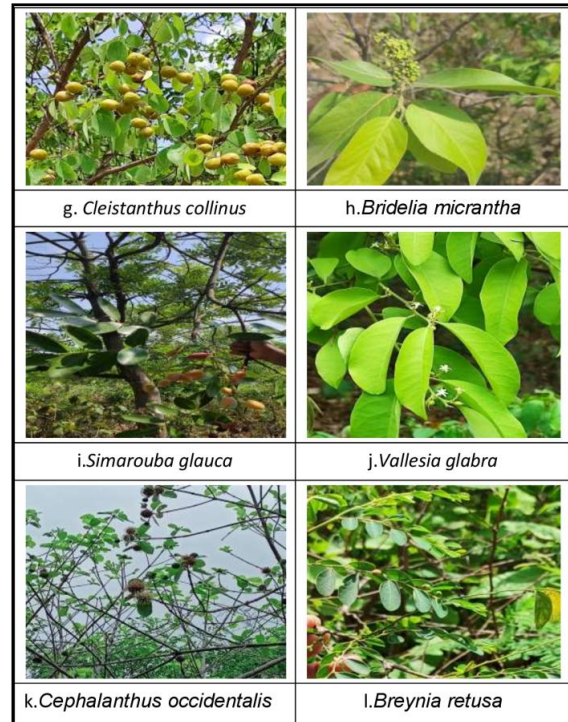 g. Cleistanthus collinus
h.Bridelia micrantha
i.Simarouba glauca
j.Vallesia glabra
k.Cephalanthus occidentalis
l.Breynia retusa